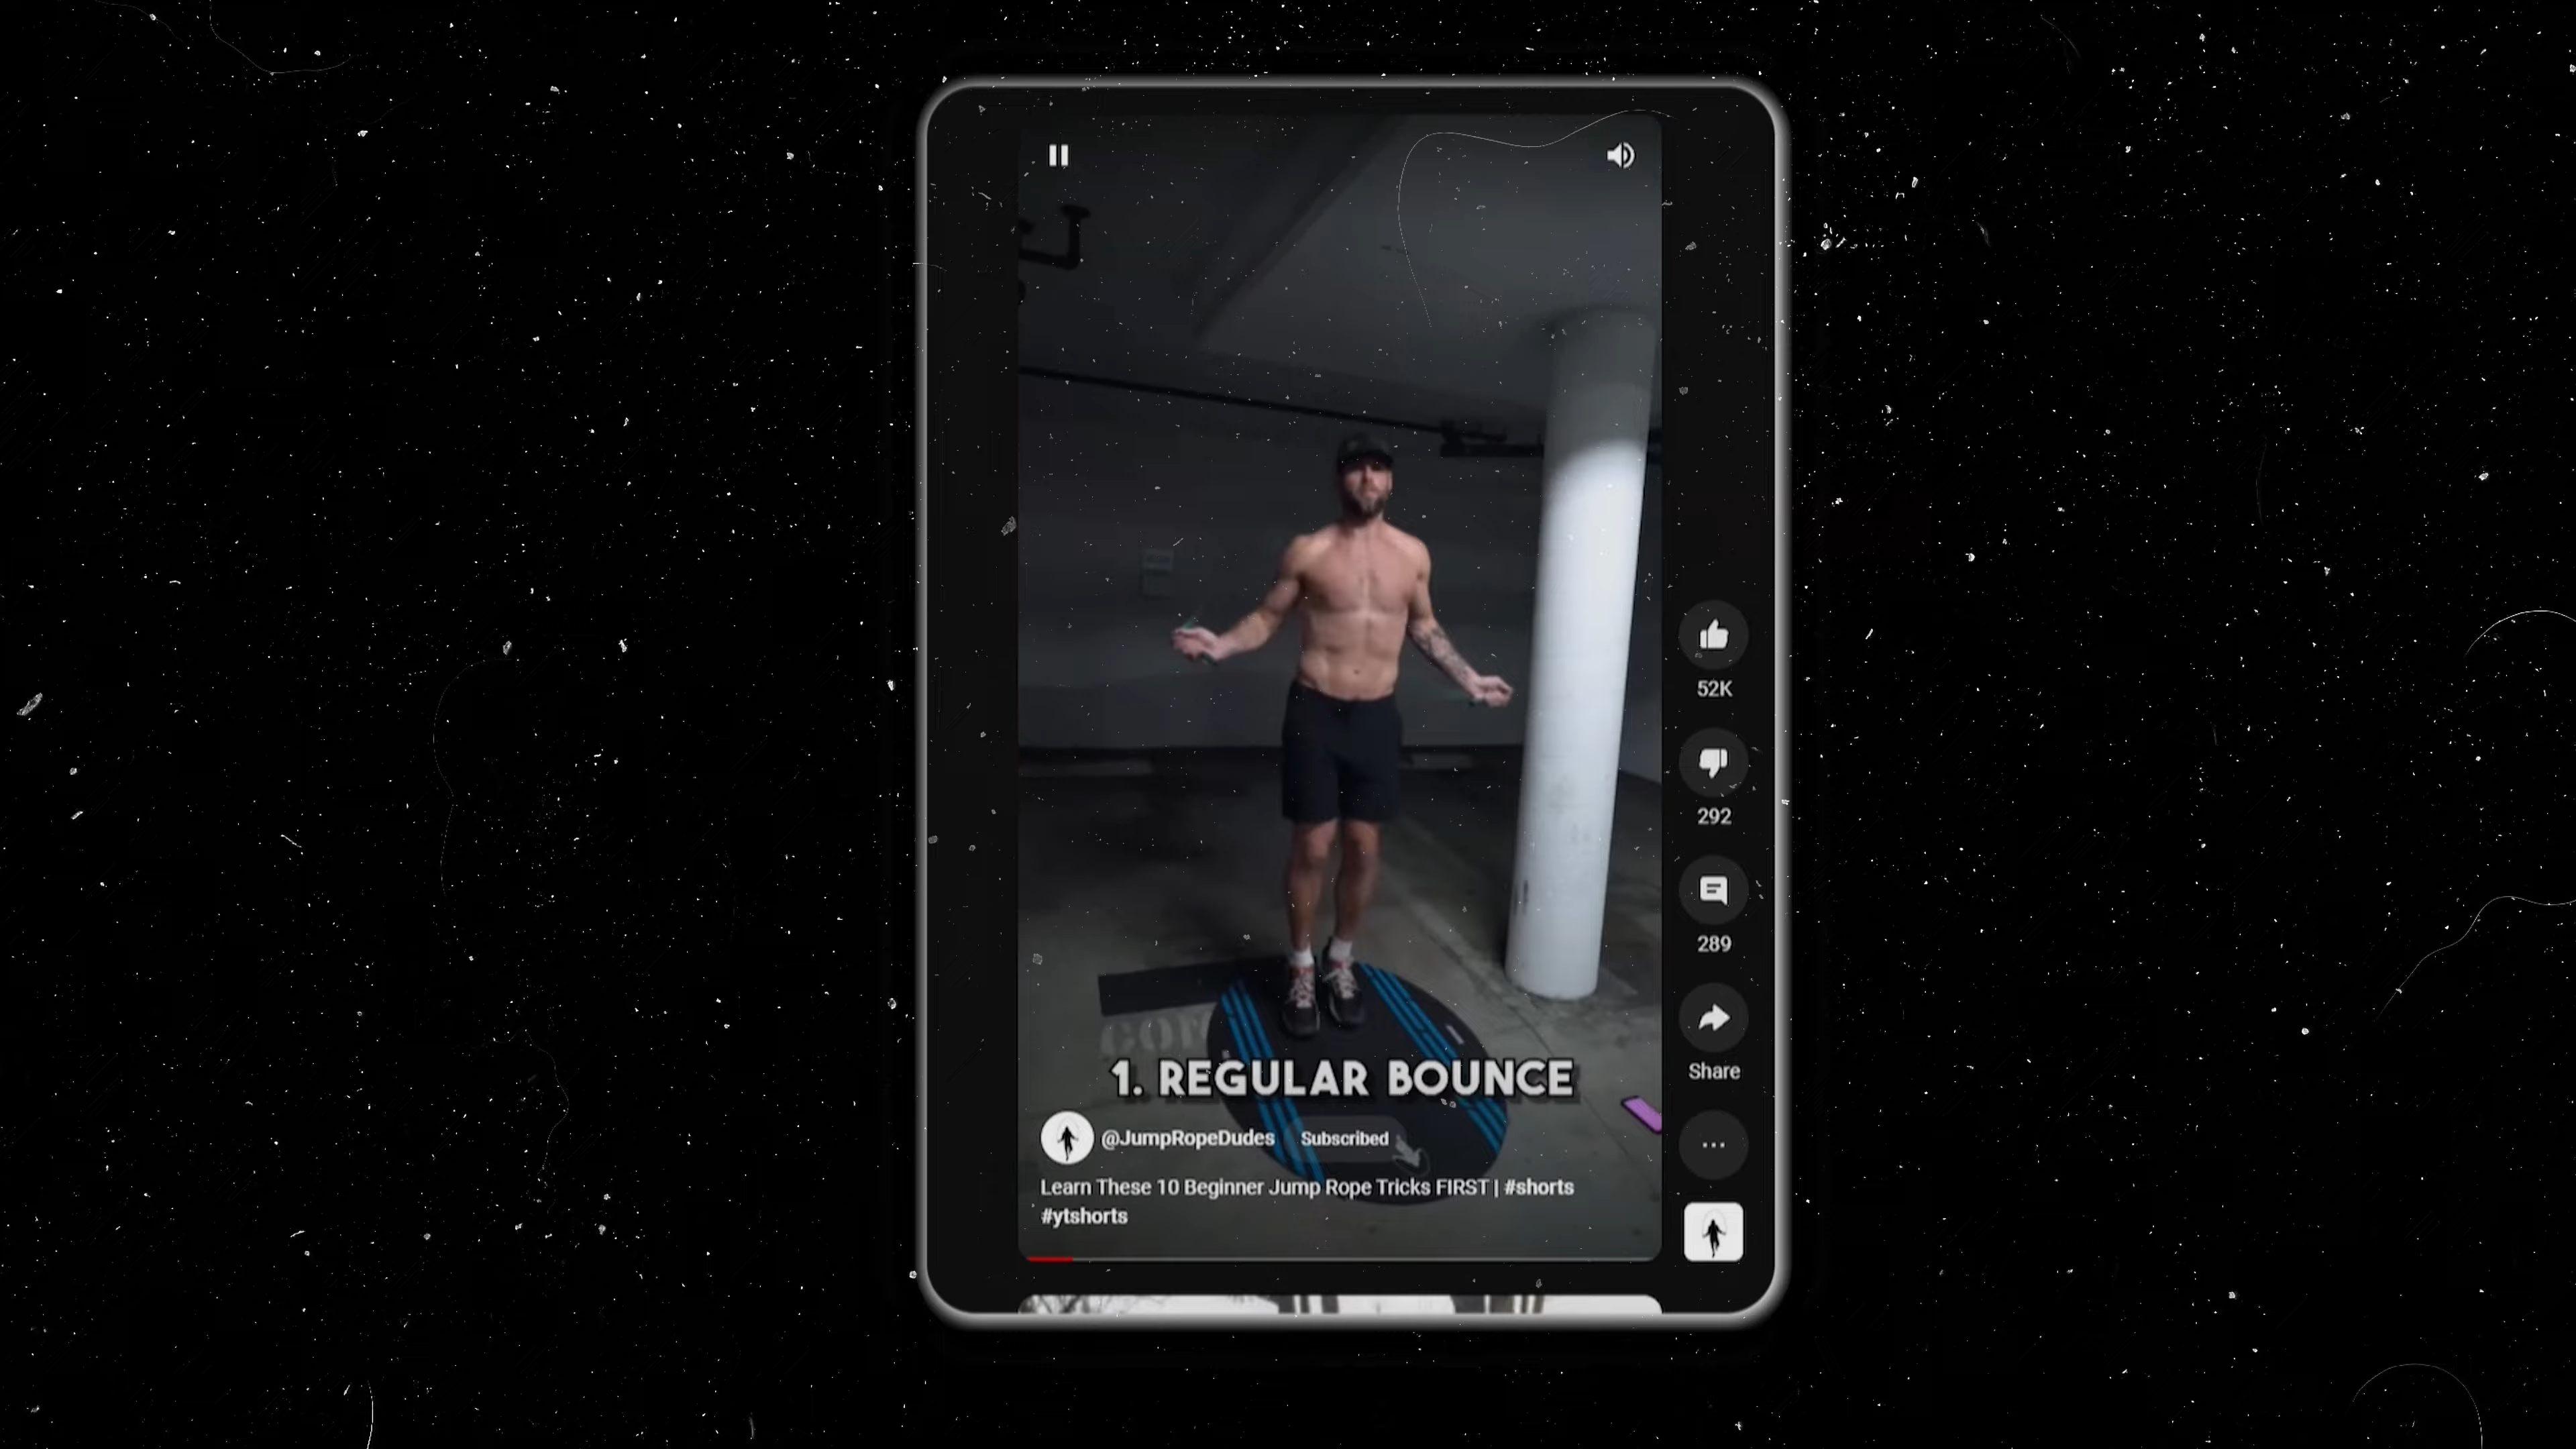 52K
292
289
Share
COM
1. REGULAR BOUNCE
@JumpRopeDudes Subscribed
Learn These 10 Beginner Jump Rope Tricks FIRST | #shorts
#ytshorts